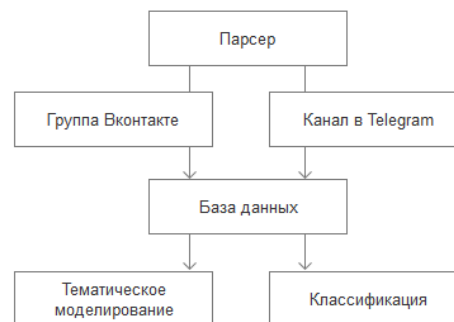 Парсер
Группа Вконтакте
Канал в Telegram
База данных
Тематическое
моделирование
Классификация